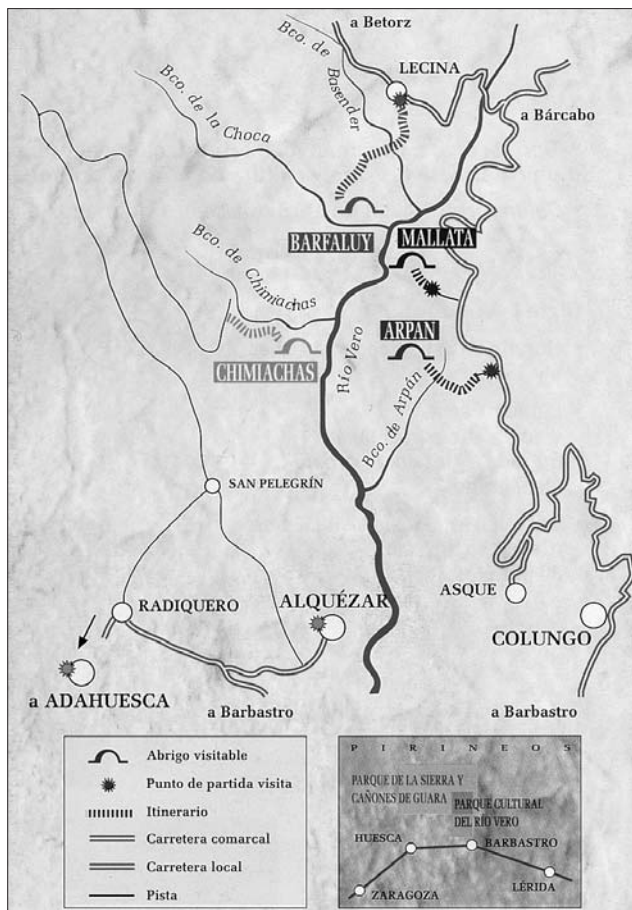 a Betorz
Bco. de Basender
LECINA
a Bárcabo
Bco. de la Choca
BARFALUY
MALLATA
Bco. de Chimiachas
ARPAN
CHIMIACHAS
Río Vero
Bco. de Arpán
SAN PELEGRÍN
ASQUE
RADIQUERO
ALQUÉZAR
COLUNGO
a ADAHUESCA
a Barbastro
a Barbastro
Abrigo visitable
Punto de partida visita
Itinerario
Carretera comarcal
Carretera local
Pista
PIRINEOS
PARQUE DE LA SIERRA Y
CAÑONES DE GUARA
PARQUE CULTURAL
DEL RÍO VERO
HUESCA
BARBASTRO
LÉRIDA
ZARAGOZA